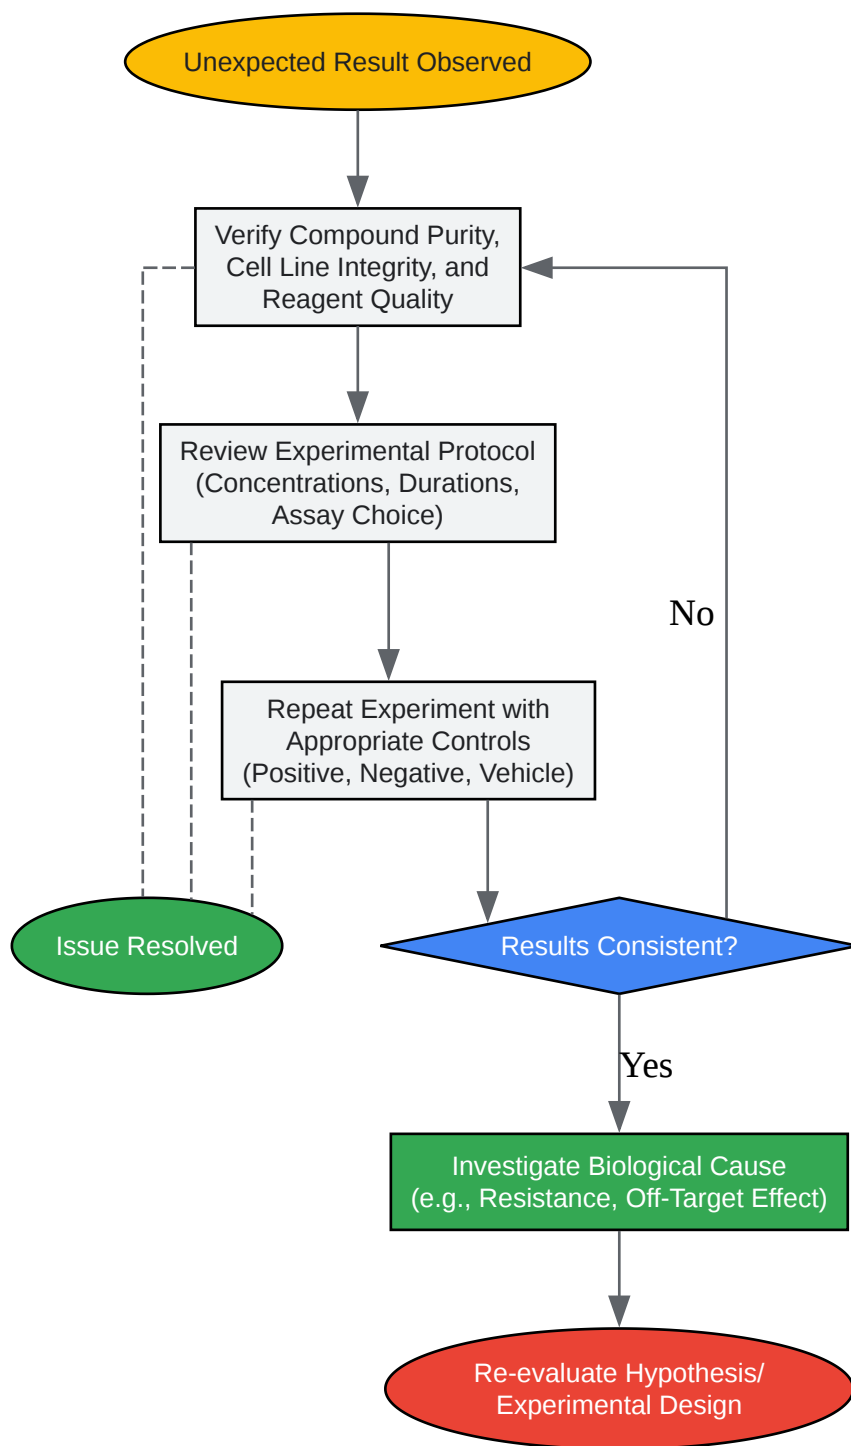 Unexpected Result Observed
Verify Compound Purity,
Cell Line Integrity, and
Reagent Quality
Review Experimental Protocol
(Concentrations, Durations,
Assay Choice)
No
Repeat Experiment with
Appropriate Controls
(Positive, Negative, Vehicle)
Issue Resolved
Results Consistent?
Yes
Investigate Biological Cause
(e.g., Resistance, Off-Target Effect)
Re-evaluate Hypothesis/
Experimental Design